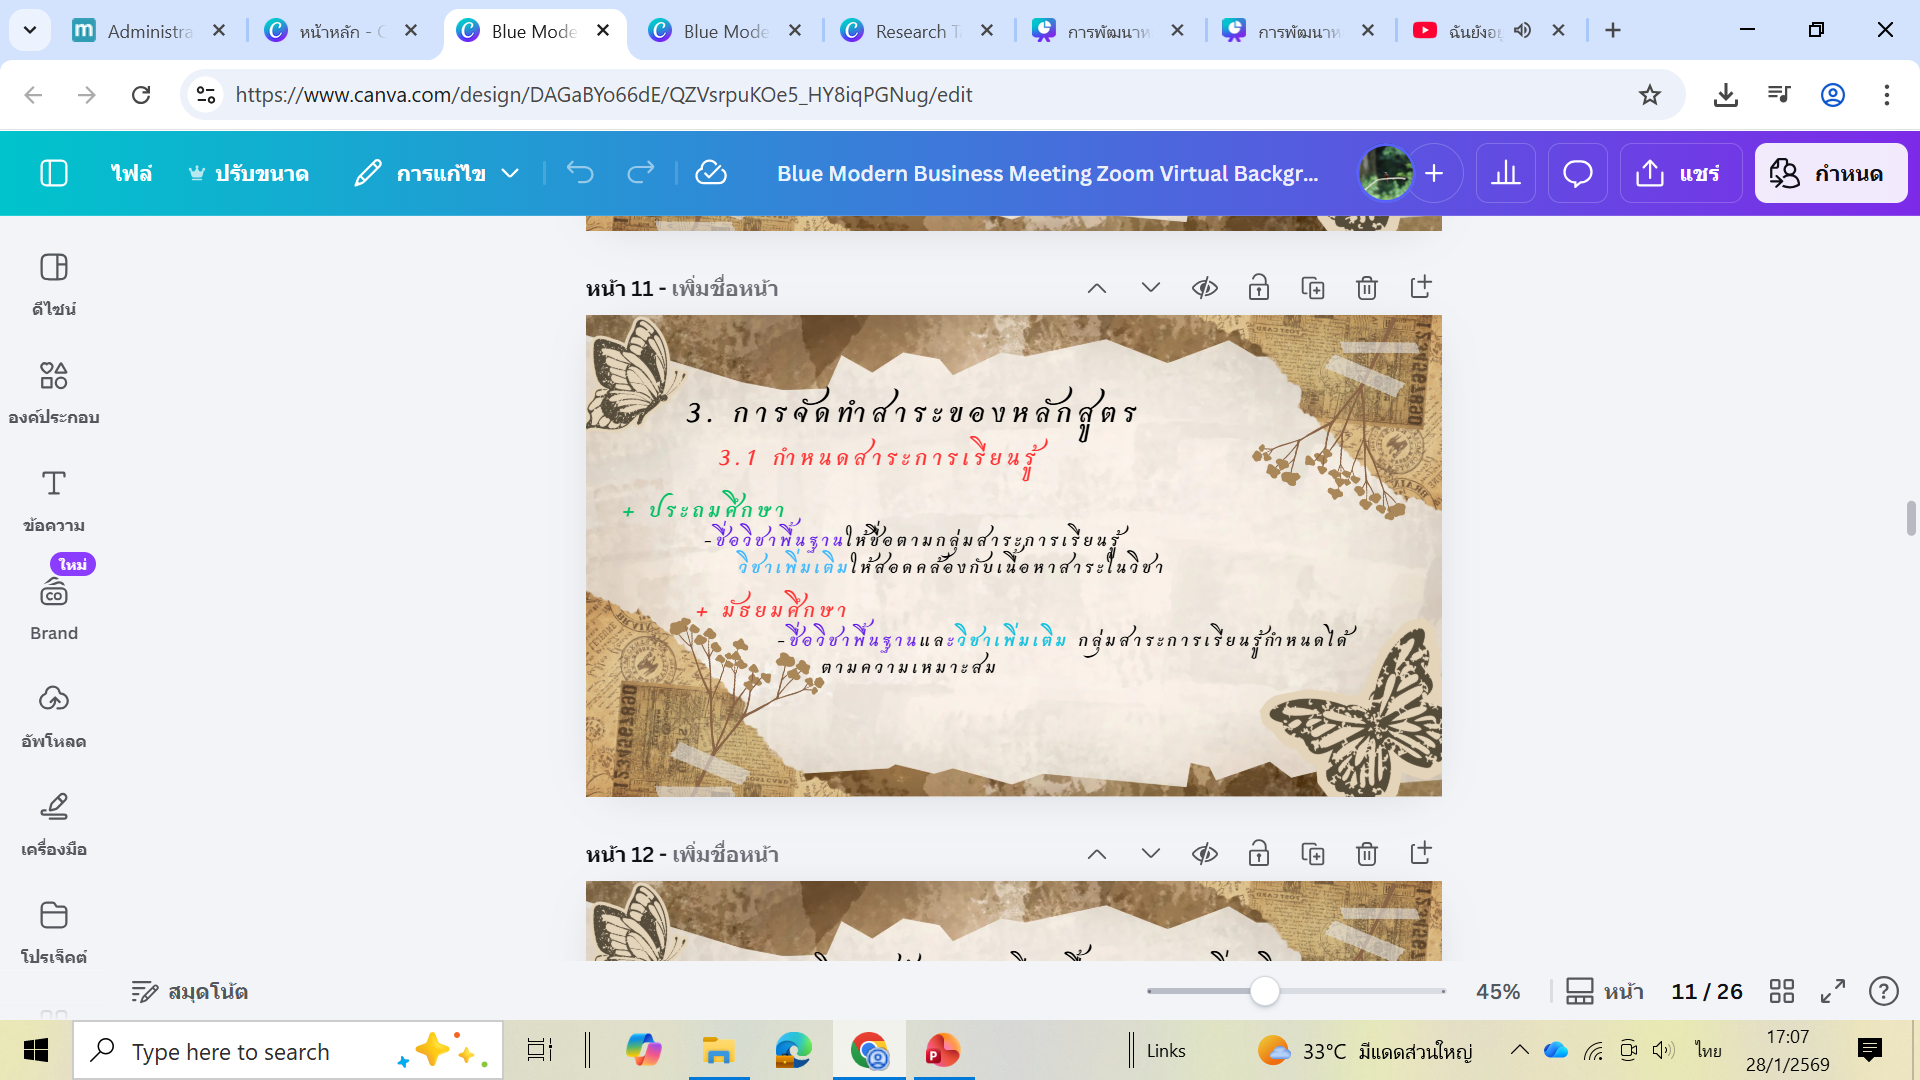 Administra
หน้าหลัก - C
Blue Mode
Blue Mode
Research T
การพัฒนาห
การพัฒนาห
ฉันยังอยู่
https://www.canva.com/design/DAGaBYo66dE/QZVsrpuKOe5_HY8iqPGNug/edit
ไฟล์
ปรับขนาด
การแก้ไข
Blue Modern Business Meeting Zoom Virtual Backgr...
แชร์
กำหนด
ดีไซน์
องค์ประกอบ
ข้อความ
ใหม่
Brand
อัพโหลด
เครื่องมือ
โปรเจ็คต์
หน้า 11 - เพิ่มชื่อหน้า
3. การจัดทำสาระของหลักสูตร
3.1 กำหนดสาระการเรียนรู้
+ ประถมศึกษา
-ชื่อวิชาพื้นฐานให้ชื่อตามกลุ่มสาระการเรียนรู้
วิชาเพิ่มเติมให้สอดคล้องกับเนื้อหาสาระในวิชา
+ มัธยมศึกษา
-ชื่อวิชาพื้นฐานและวิชาเพิ่มเติม กลุ่มสาระการเรียนรู้กำหนดได้
ตามความเหมาะสม
หน้า 12 - เพิ่มชื่อหน้า
สมุดโน้ต
45%
หน้า
11 / 26
Type here to search
Links
33°C มีแดดส่วนใหญ่
ไทย
17:07
28/1/2569